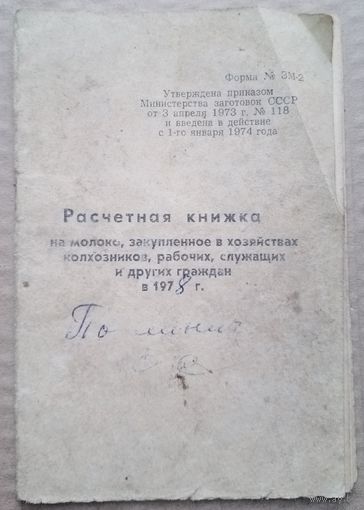 Форма № ЗМ-2
Утверждена приказом
Министерства заготовок СССР
от 3 апреля 1973 г. № 118
и введена в действие
с 1-го января 1974 года
Расчетная книжка
на молоко, закупленное в хозяйствах
колхозников, рабочих, служащих
и других граждан
в 1978 г.
По